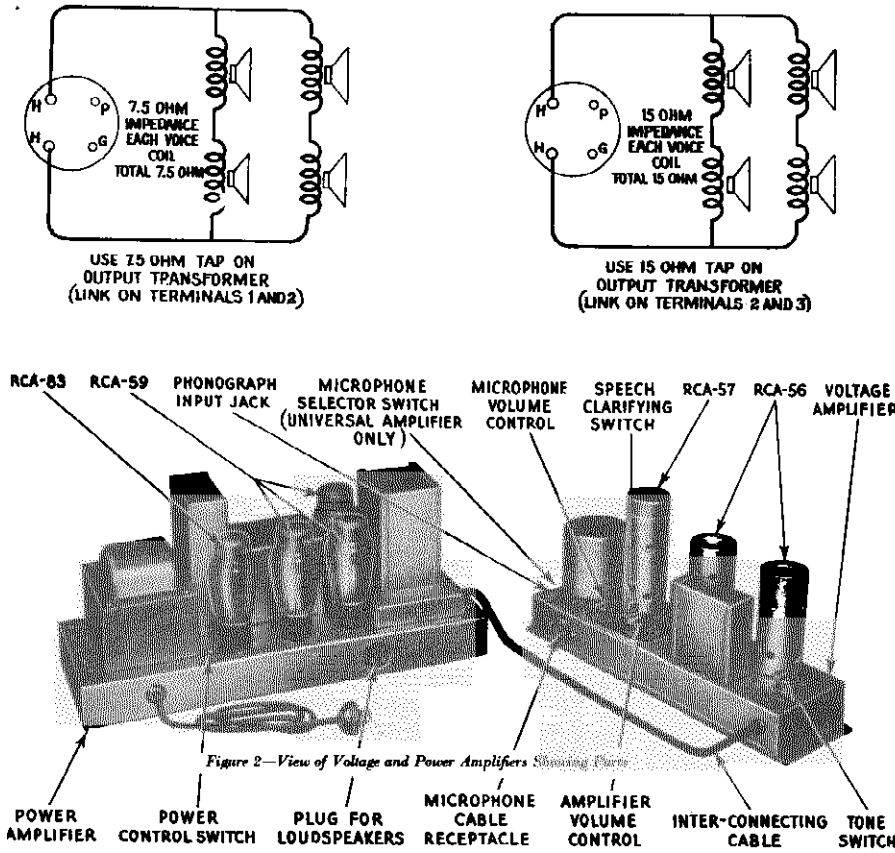 H
P
H
G
7.5 OHM
IMPEDANCE
EACH VOICE
COIL
TOTAL 7.5 OHM
USE 7.5 OHM TAP ON
OUTPUT TRANSFORMER
(LINK ON TERMINALS 1 AND 2)
H
P
H
G
15 OHM
IMPEDANCE
EACH VOICE
COIL
TOTAL 15 OHM
USE 15 OHM TAP ON
OUTPUT TRANSFORMER
(LINK ON TERMINALS 2 AND 3)
RCA-83
RCA-59
PHONOGRAPH
INPUT JACK
MICROPHONE
SELECTOR SWITCH
(UNIVERSAL AMPLIFIER
ONLY)
MICROPHONE
VOLUME
CONTROL
SPEECH
CLARIFYING
SWITCH
RCA-57
RCA-56
VOLTAGE
AMPLIFIER
Figure 2—View of Voltage and Power Amplifiers Showing Parts
POWER
AMPLIFIER
POWER
CONTROL SWITCH
PLUG FOR
LOUDSPEAKERS
MICROPHONE
CABLE
RECEPTACLE
AMPLIFIER
VOLUME
CONTROL
INTER-CONNECTING
CABLE
TONE
SWITCH